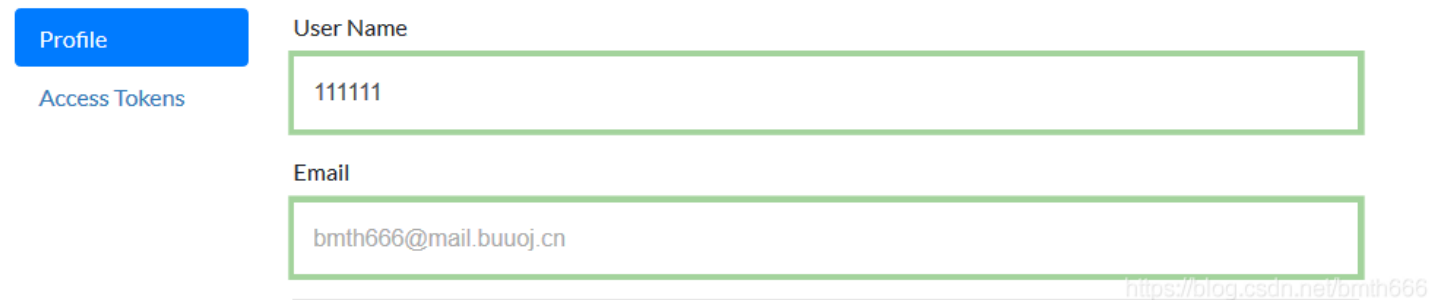 Profile
Access Tokens
User Name
111111
Email
bmth666@mail.buuoj.cn
https://blog.csdn.net/bmth666